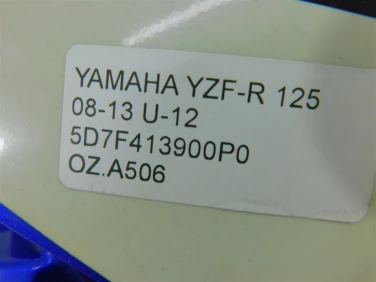 YAMAHA YZF-R 125
08-13 U-12
5D7F413900P0
OZ.A506